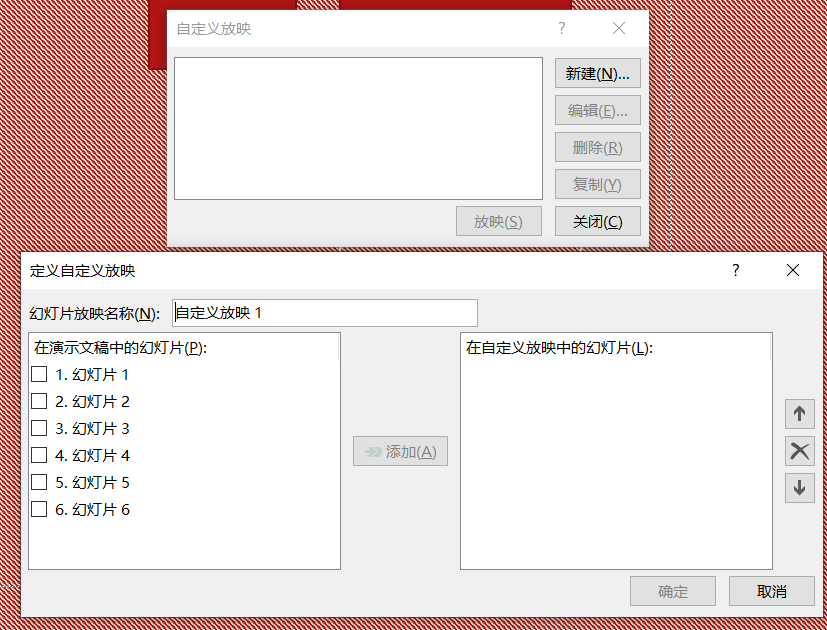 自定义放映
?
新建(N)...
编辑(E)...
删除(R)
复制(Y)
放映(S) 关闭(C)
定义自定义放映
?
幻灯片放映名称(N): 自定义放映 1
在演示文稿中的幻灯片(P):
1. 幻灯片 1
2. 幻灯片 2
3. 幻灯片 3
4. 幻灯片 4
5. 幻灯片 5
6. 幻灯片 6
添加(A)
在自定义放映中的幻灯片(L):
确定 取消